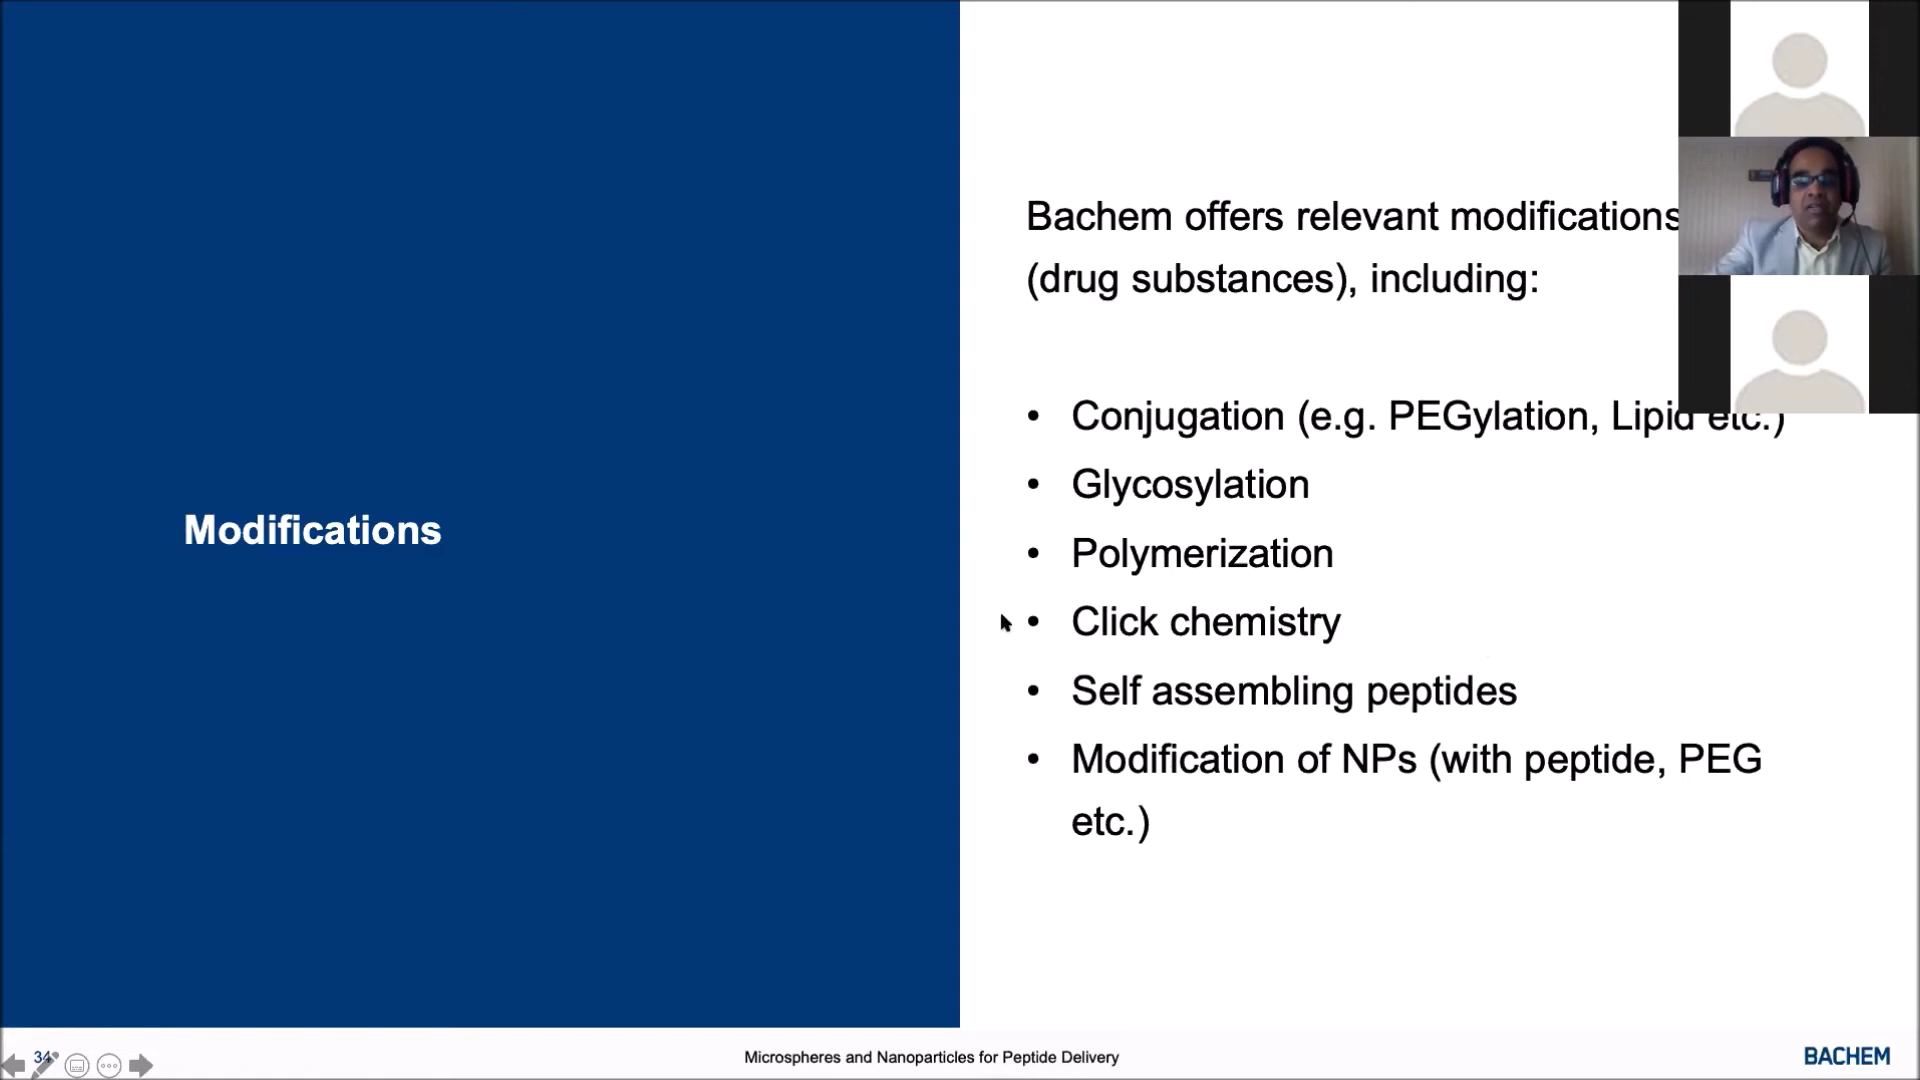 Bachem offers relevant modifications
(drug substances), including:
• Conjugation (e.g. PEGylation, Lipid etc.)
• Glycosylation
• Polymerization
Modifications
• Click chemistry
• Self assembling peptides
• Modification of NPs (with peptide, PEG
etc.)
34
Microspheres and Nanoparticles for Peptide Delivery
BACHEM